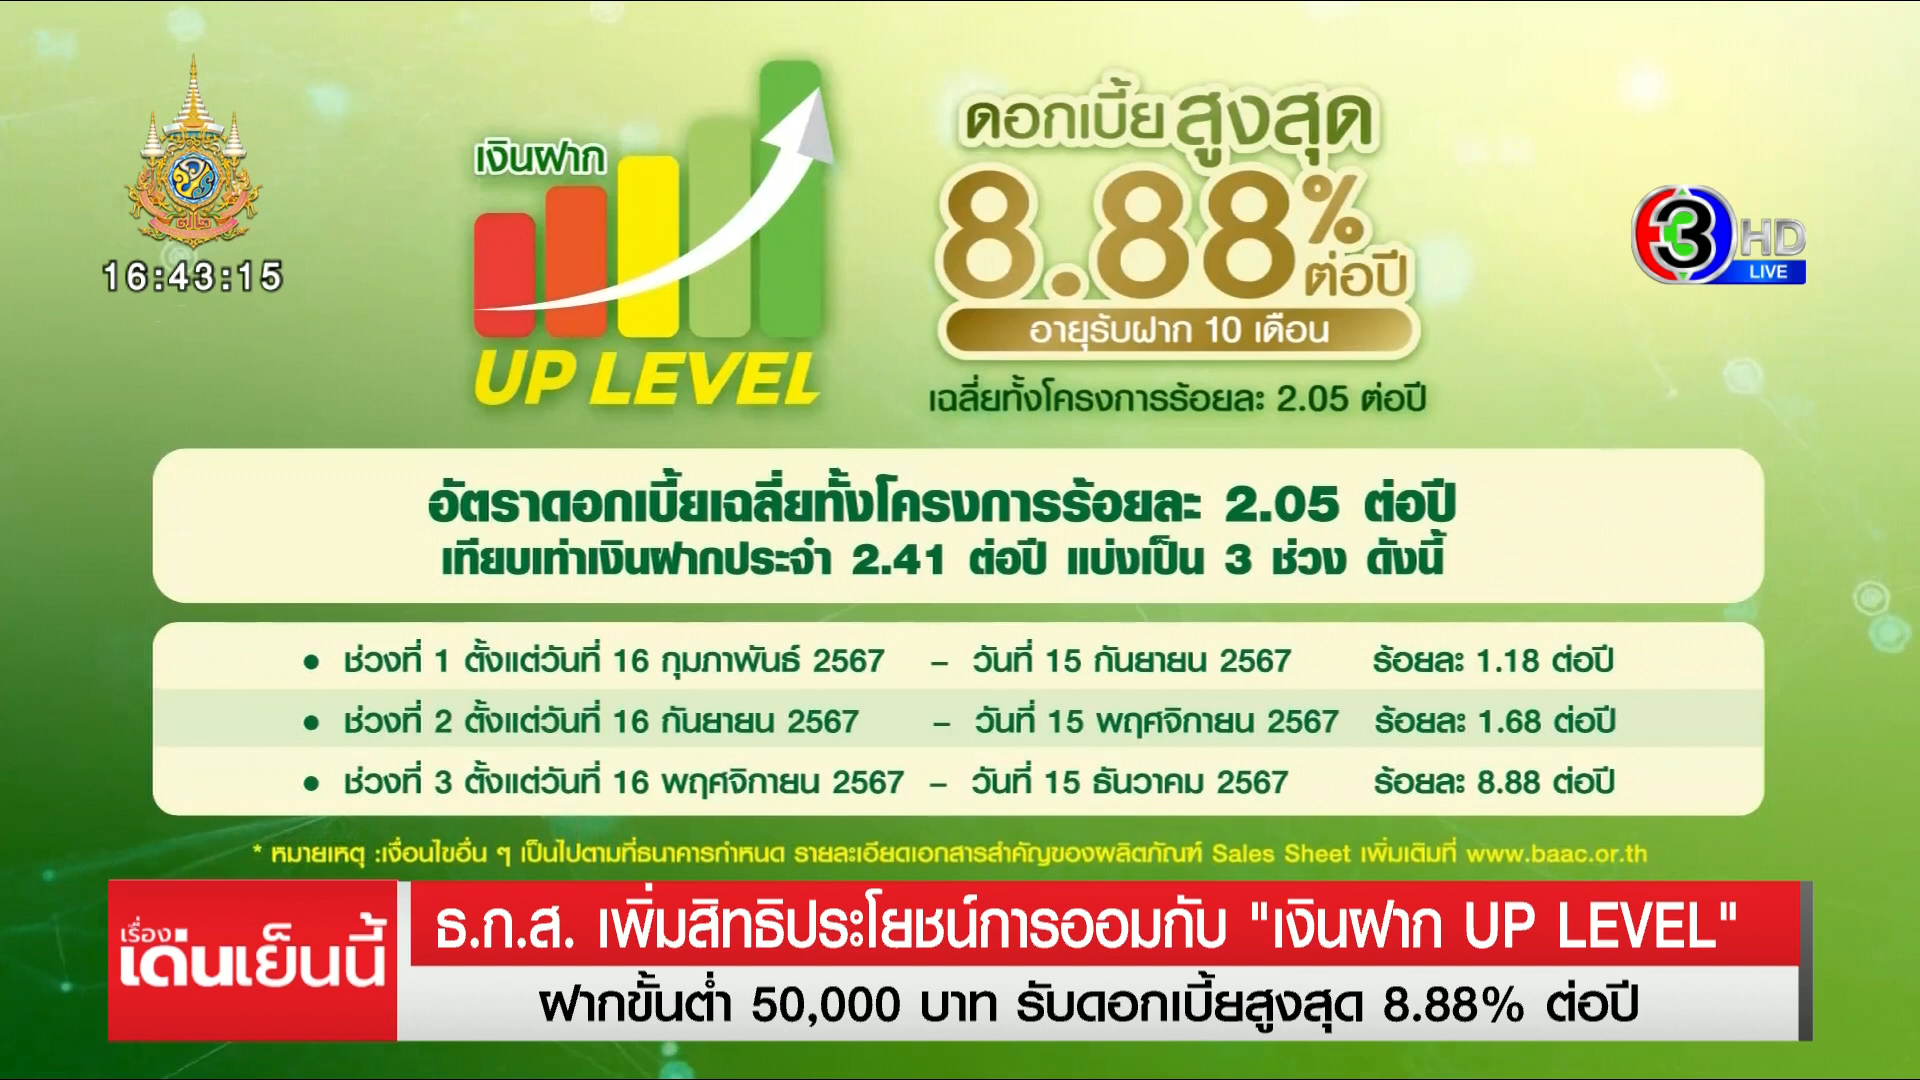 16:43:15
เงินฝาก
UP LEVEL
ดอกเบี้ย สูงสุด
8.88% ต่อปี
อายุรับฝาก 10 เดือน
เฉลี่ยทั้งโครงการร้อยละ 2.05 ต่อปี
3 HD
LIVE
อัตราดอกเบี้ยเฉลี่ยทั้งโครงการร้อยละ 2.05 ต่อปี
เทียบเท่าเงินฝากประจำ 2.41 ต่อปี แบ่งเป็น 3 ช่วง ดังนี้
• ช่วงที่ 1 ตั้งแต่วันที่ 16 กุมภาพันธ์ 2567 – วันที่ 15 กันยายน 2567 ร้อยละ 1.18 ต่อปี
• ช่วงที่ 2 ตั้งแต่วันที่ 16 กันยายน 2567 – วันที่ 15 พฤศจิกายน 2567 ร้อยละ 1.68 ต่อปี
• ช่วงที่ 3 ตั้งแต่วันที่ 16 พฤศจิกายน 2567 – วันที่ 15 ธันวาคม 2567 ร้อยละ 8.88 ต่อปี
* หมายเหตุ :เงื่อนไขอื่น ๆ เป็นไปตามที่ธนาคารกำหนด รายละเอียดเอกสารสำคัญของผลิตภัณฑ์ Sales Sheet เพิ่มเติมที่ www.baac.or.th
เรื่อง
เด่นเย็นนี้
ธ.ก.ส. เพิ่มสิทธิประโยชน์การออมกับ "เงินฝาก UP LEVEL"
ฝากขั้นต่ำ 50,000 บาท รับดอกเบี้ยสูงสุด 8.88% ต่อปี